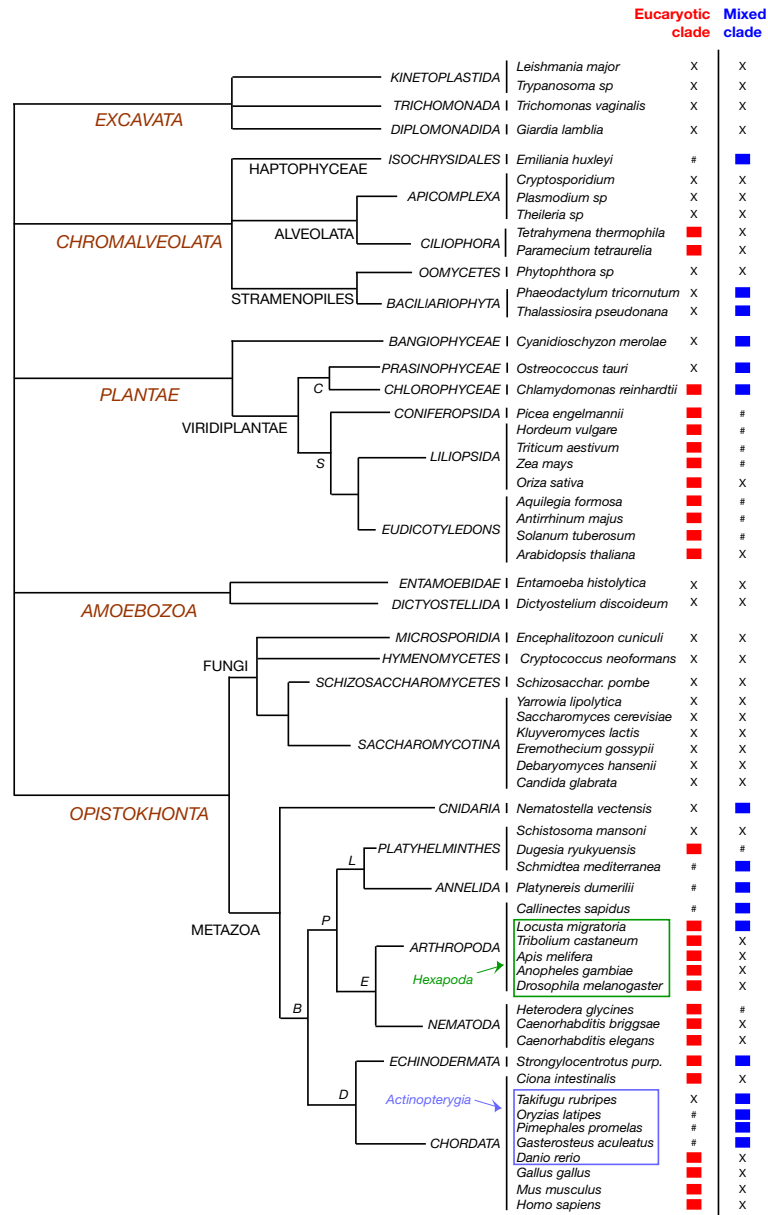 Eucaryotic clade Mixed clade
Leishmania major X X
KINETOPLASTIDA
Trypanosoma sp X X
EXCAVATA TRICHOMONADA Trichomonas vaginalis X X
DIPLOMONADIDA Giardia lamblia X X
HAPTOPHYCEAE ISOCHRYSIDALES Emiliania huxleyi #
Cryptosporidium X X
APICOMPLEXA Plasmodium sp X X
Theileria sp X X
CHROMALVEOLATA ALVEOLATA Tetrahymena thermophila X
CILIOPHORA Paramecium tetraurelia X
OOMYCETES Phytophthora sp X X
STRAMENOPILES Phaeodactylum tricornutum X
BACILIARIOPHYTA Thalassiosira pseudonana X
BANGIOPHYCEAE Cyanidioschyzon merolae X
PRASINOPHYCEAE Ostreococcus tauri X
PLANTAE C CHLOROPHYCEAE Chlamydomonas reinhardtii
CONIFEROPSIDA Picea engelmannii #
VIRIDIPLANTAE Hordeum vulgare #
Triticum aestivum #
S LILIOPSIDA Zea mays #
Oriza sativa X
Aquilegia formosa #
Antirrhinum majus #
EUDICOTYLEDONS Solanum tuberosum #
Arabidopsis thaliana X
ENTAMOEBIDAE Entamoeba histolytica X X
AMOEBOZOA DICTYOSTELLIDA Dictyostelium discoideum X X
MICROSPORIDIA Encephalitozoon cuniculi X X
FUNGI HYMENOMYCETES Cryptococcus neoformans X X
SCHIZOSACCHAROMYCETES Schizosacchar. pombe X X
Yarrowia lipolytica X X
Saccharomyces cerevisiae X X
Kluyveromyces lactis X X
SACCHAROMYCOTINA Eremothecium gossypii X X
Debaryomyces hansenii X X
Candida glabrata X X
OPISTOKHONTA CNIDARIA Nematostella vectensis X
Schistosoma mansoni X X
L PLATYHELMINTHES Dugesia ryukyuensis #
Schmidtea mediterranea #
ANNELIDA Platynereis dumerilii #
Callinectes sapidus #
METAZOA P Locusta migratoria
ARTHROPODA Tribolium castaneum X
Apis melifera X
Hexapoda Anopheles gambiae X
E Drosophila melanogaster X
B Heterodera glycines #
NEMATODA Caenorhabditis briggsae X
Caenorhabditis elegans X
ECHINODERMATA Strongylocentrotus purp.
Ciona intestinalis X
D Actinopterygia Takifugu rubripes X
Oryzias latipes #
Pimephales promelas #
CHORDATA Gasterosteus aculeatus #
Danio rerio X
Gallus gallus X
Mus musculus X
Homo sapiens X